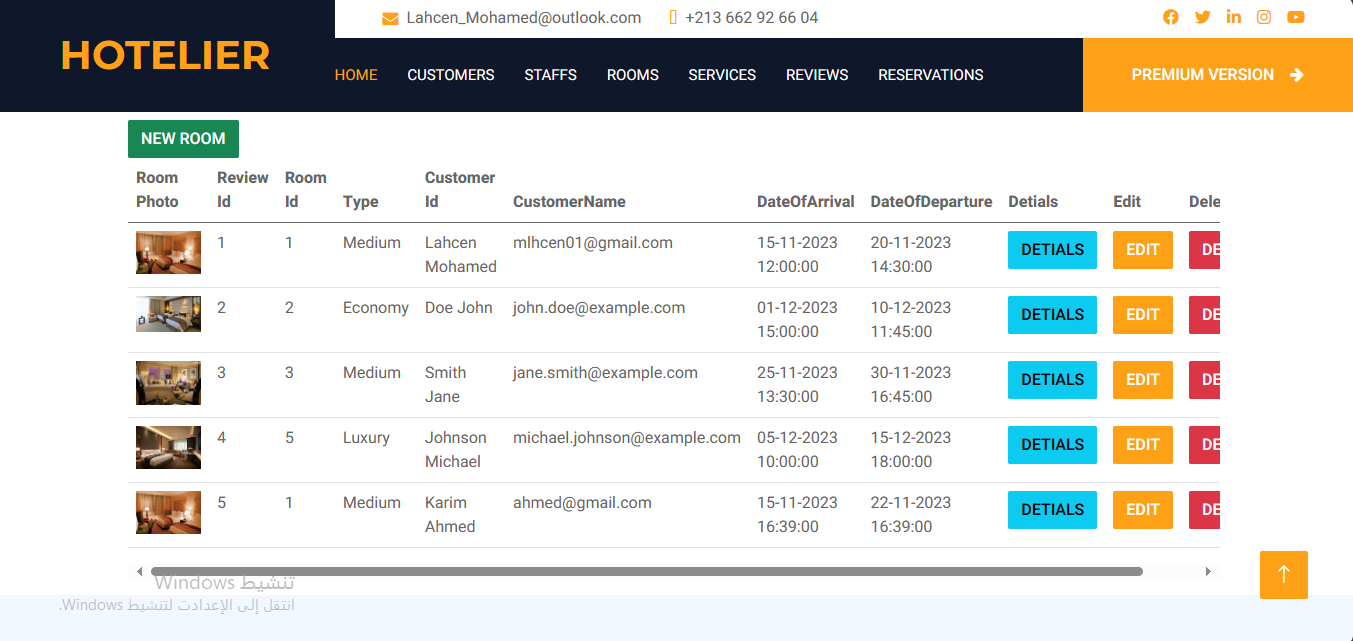 Lahcen_Mohamed@outlook.com +213 662 92 66 04
HOTELIER
HOME CUSTOMERS STAFFS ROOMS SERVICES REVIEWS RESERVATIONS PREMIUM VERSION
NEW ROOM
Room Photo Review Id Room Id Type Customer Id CustomerName DateOfArrival DateOfDeparture Detials Edit Dele
1 1 Medium Lahcen Mohamed mlhcen01@gmail.com 15-11-2023 12:00:00 20-11-2023 14:30:00 DETIALS EDIT DE
2 2 Economy Doe John john.doe@example.com 01-12-2023 15:00:00 10-12-2023 11:45:00 DETIALS EDIT DE
3 3 Medium Smith Jane jane.smith@example.com 25-11-2023 13:30:00 30-11-2023 16:45:00 DETIALS EDIT DE
4 5 Luxury Johnson Michael michael.johnson@example.com 05-12-2023 10:00:00 15-12-2023 18:00:00 DETIALS EDIT DE
5 1 Medium Karim Ahmed ahmed@gmail.com 15-11-2023 16:39:00 22-11-2023 16:39:00 DETIALS EDIT DE
تنشيط Windows
انتقل إلى الإعدادت لتنشيط Windows.